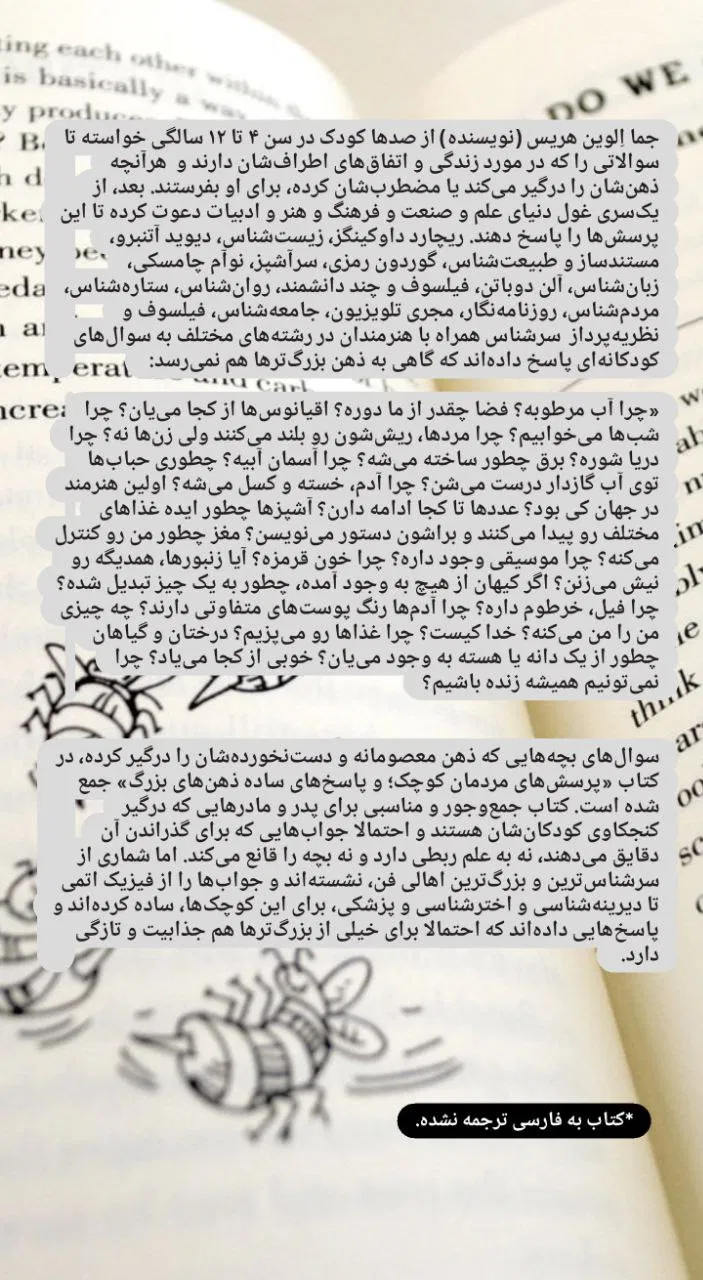 ting each other within the
is basically a way
y produce
DO WE
جما اِلوین هریس (نویسنده) از صدها کودک در سن ۴ تا ۱۲ سالگی خواسته تا
سوالاتی را که در مورد زندگی و اتفاق‌های اطراف‌شان دارند و هرآنچه
ذهن‌شان را درگیر می‌کند یا مضطرب‌شان کرده، برای او بفرستند. بعد، از
یک‌سری غول دنیای علم و صنعت و فرهنگ و هنر و ادبیات دعوت کرده تا این
پرسش‌ها را پاسخ دهند. ریچارد داوکینگز، زیست‌شناس، دیوید آتنبرو،
مستندساز و طبیعت‌شناس، گوردون رمزی، سرآشپز، نوآم چامسکی،
زبان‌شناس، آلن دوباتن، فیلسوف و چند دانشمند، روان‌شناس، ستاره‌شناس،
مردم‌شناس، روزنامه‌نگار، مجری تلویزیون، جامعه‌شناس، فیلسوف و
نظریه‌پرداز سرشناس همراه با هنرمندان در رشته‌های مختلف به سوال‌های
کودکانه‌ای پاسخ داده‌اند که گاهی به ذهن بزرگ‌ترها هم نمی‌رسد:
«چرا آب مرطوبه؟ فضا چقدر از ما دوره؟ اقیانوس‌ها از کجا می‌یان؟ چرا
شب‌ها می‌خوابیم؟ چرا مردها، ریش‌شون رو بلند می‌کنند ولی زن‌ها نه؟ چرا
دریا شوره؟ برق چطور ساخته می‌شه؟ چرا آسمان آبیه؟ چطوری حباب‌ها
توی آب گازدار درست می‌شن؟ چرا آدم، خسته و کسل می‌شه؟ اولین هنرمند
در جهان کی بود؟ عددها تا کجا ادامه دارن؟ آشپزها چطور ایده غذاهای
مختلف رو پیدا می‌کنند و براشون دستور می‌نویسن؟ مغز چطور من رو کنترل
می‌کنه؟ چرا موسیقی وجود داره؟ چرا خون قرمزه؟ آیا زنبورها، همدیگه رو
نیش می‌زنن؟ اگر کیهان از هیچ به وجود آمده، چطور به یک چیز تبدیل شده؟
چرا فیل، خرطوم داره؟ چرا آدم‌ها رنگ پوست‌های متفاوتی دارند؟ چه چیزی
من را من می‌کنه؟ خدا کیست؟ چرا غذاها رو می‌پزیم؟ درختان و گیاهان
چطور از یک دانه یا هسته به وجود می‌یان؟ خوبی از کجا می‌یاد؟ چرا
نمی‌تونیم همیشه زنده باشیم؟
سوال‌های بچه‌هایی که ذهن معصومانه و دست‌نخورده‌شان را درگیر کرده، در
کتاب «پرسش‌های مردمان کوچک؛ و پاسخ‌های ساده ذهن‌های بزرگ» جمع
شده است. کتاب جمع‌وجور و مناسبی برای پدر و مادرهایی که درگیر
کنجکاوی کودکان‌شان هستند و احتمالا جواب‌هایی که برای گذراندن آن
دقایق می‌دهند، نه به علم ربطی دارد و نه بچه را قانع می‌کند. اما شماری از
سرشناس‌ترین و بزرگ‌ترین اهالی فن، نشسته‌اند و جواب‌ها را از فیزیک اتمی
تا دیرینه‌شناسی و اخترشناسی و پزشکی، برای این کوچک‌ها، ساده کرده‌اند و
پاسخ‌هایی داده‌اند که احتمالا برای خیلی از بزرگ‌ترها هم جذابیت و تازگی
دارد.
think
*کتاب به فارسی ترجمه نشده.